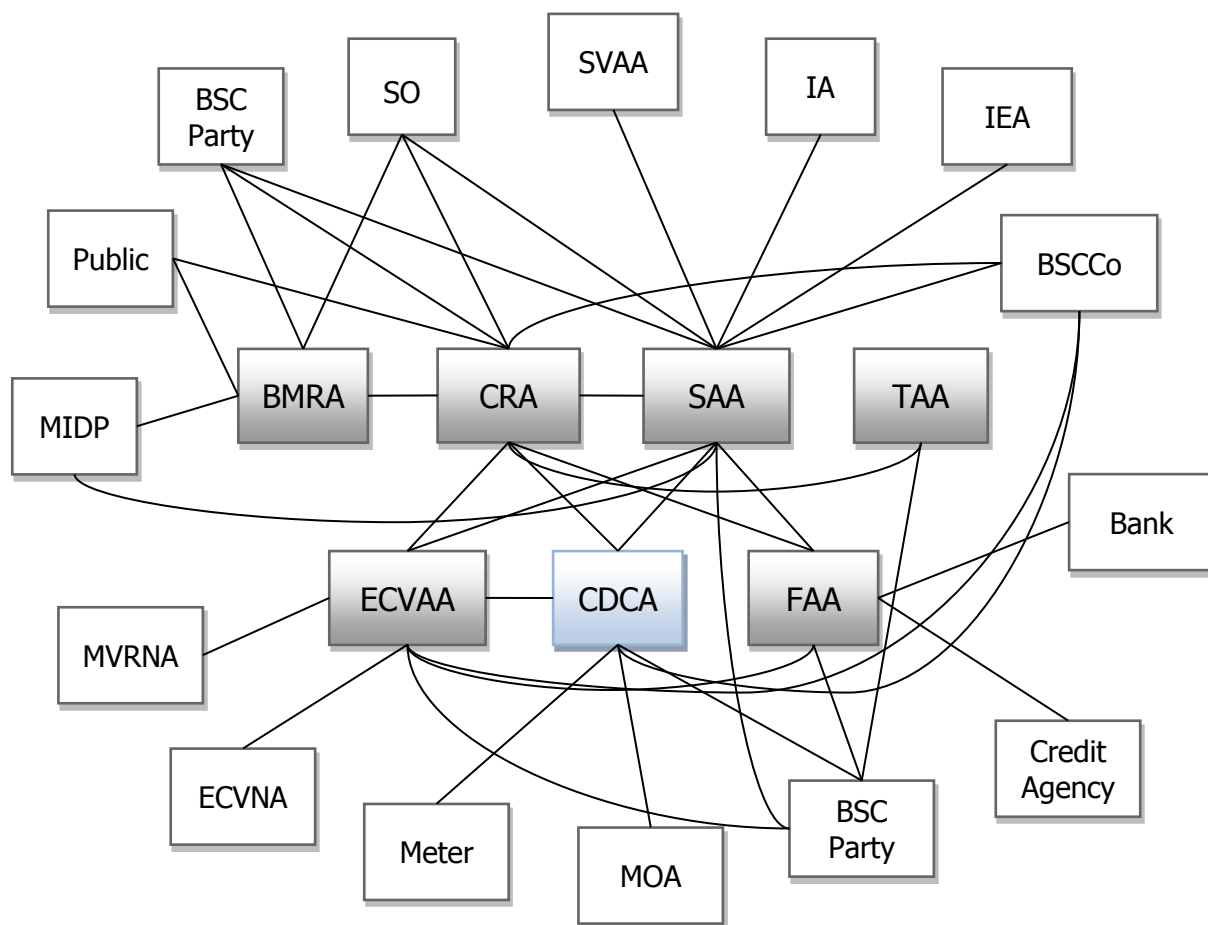 SVAA
BSC
Party
SO
IA
IEA
Public
BSCCo
MIDP
BMRA
CRA
SAA
TAA
Bank
MVRNA
ECVAA
CDCA
FAA
ECVNA
Meter
MOA
BSC
Party
Credit
Agency